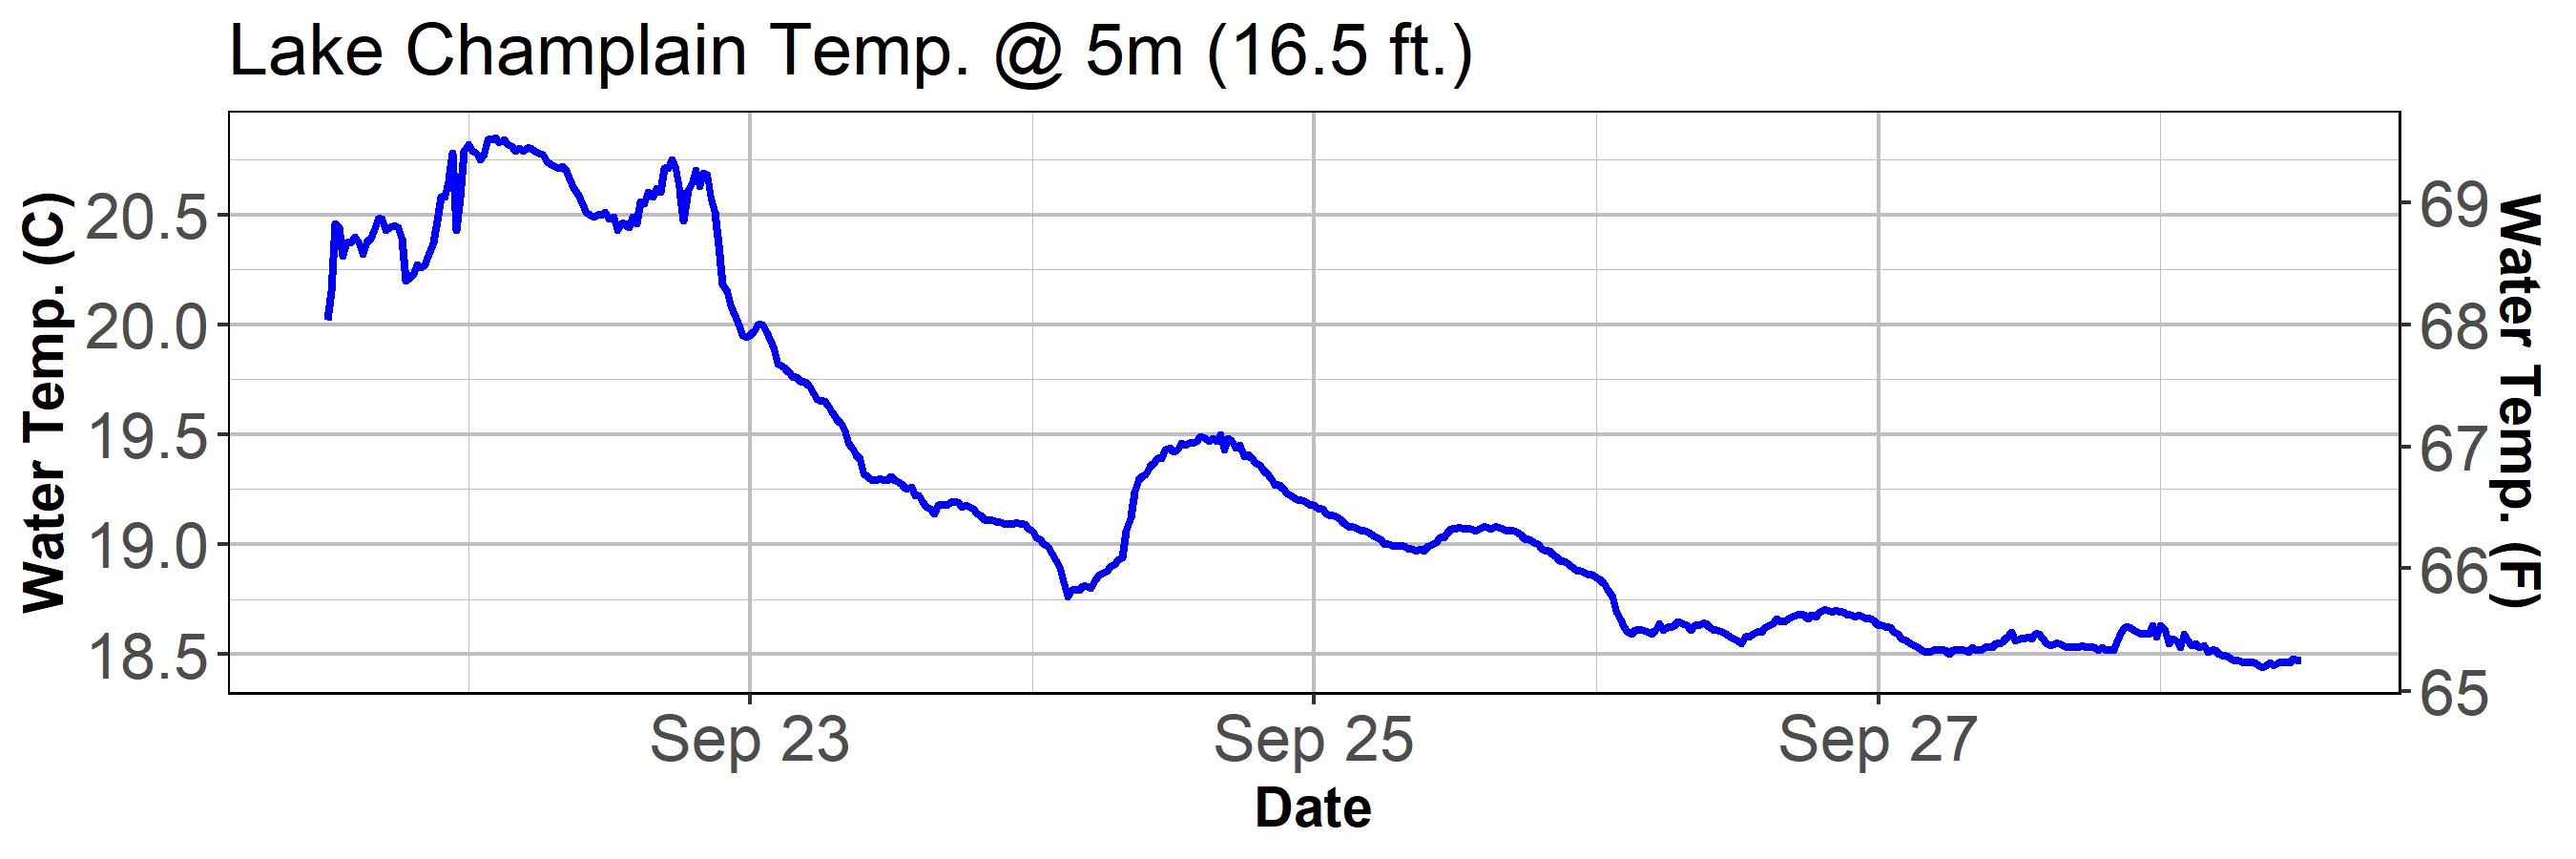 Lake Champlain Temp. @ 5m (16.5 ft.)
Water Temp. (C)
20.5
20.0
19.5
19.0
18.5
69
68
67
66
65
Water Temp. (F)
Sep 23
Sep 25
Sep 27
Date